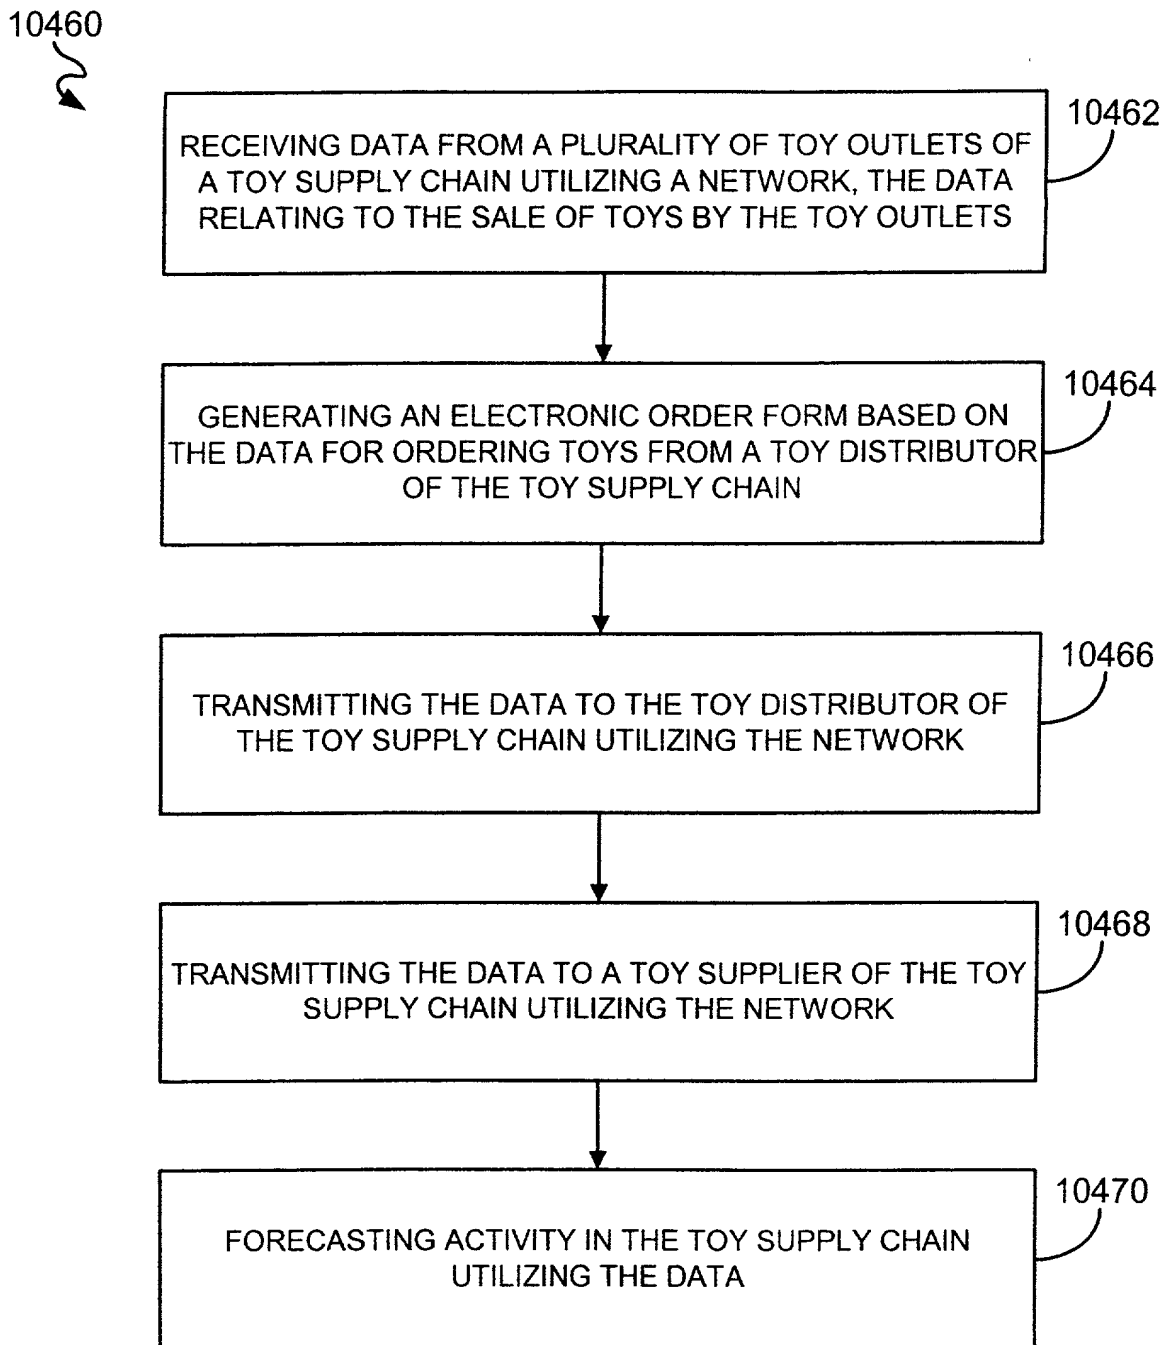 10460
10462
RECEIVING DATA FROM A PLURALITY OF TOY OUTLETS OF
A TOY SUPPLY CHAIN UTILIZING A NETWORK, THE DATA
RELATING TO THE SALE OF TOYS BY THE TOY OUTLETS
10464
GENERATING AN ELECTRONIC ORDER FORM BASED ON
THE DATA FOR ORDERING TOYS FROM A TOY DISTRIBUTOR
OF THE TOY SUPPLY CHAIN
10466
TRANSMITTING THE DATA TO THE TOY DISTRIBUTOR OF
THE TOY SUPPLY CHAIN UTILIZING THE NETWORK
10468
TRANSMITTING THE DATA TO A TOY SUPPLIER OF THE TOY
SUPPLY CHAIN UTILIZING THE NETWORK
10470
FORECASTING ACTIVITY IN THE TOY SUPPLY CHAIN
UTILIZING THE DATA